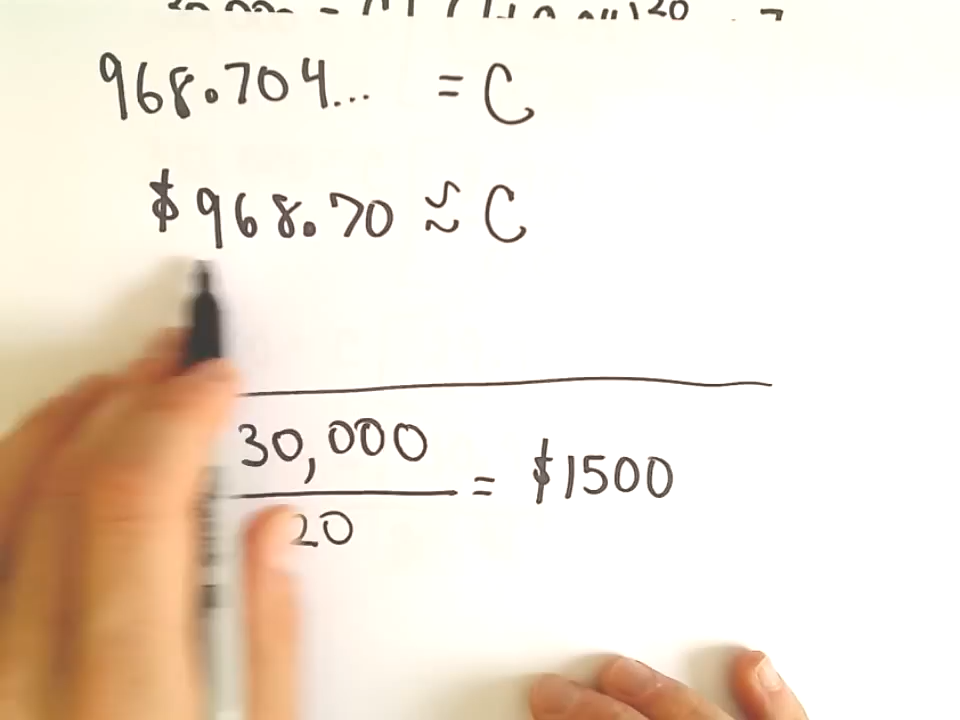 968.704... = C
$968.70 ≈ C
30,000
20
= $1500